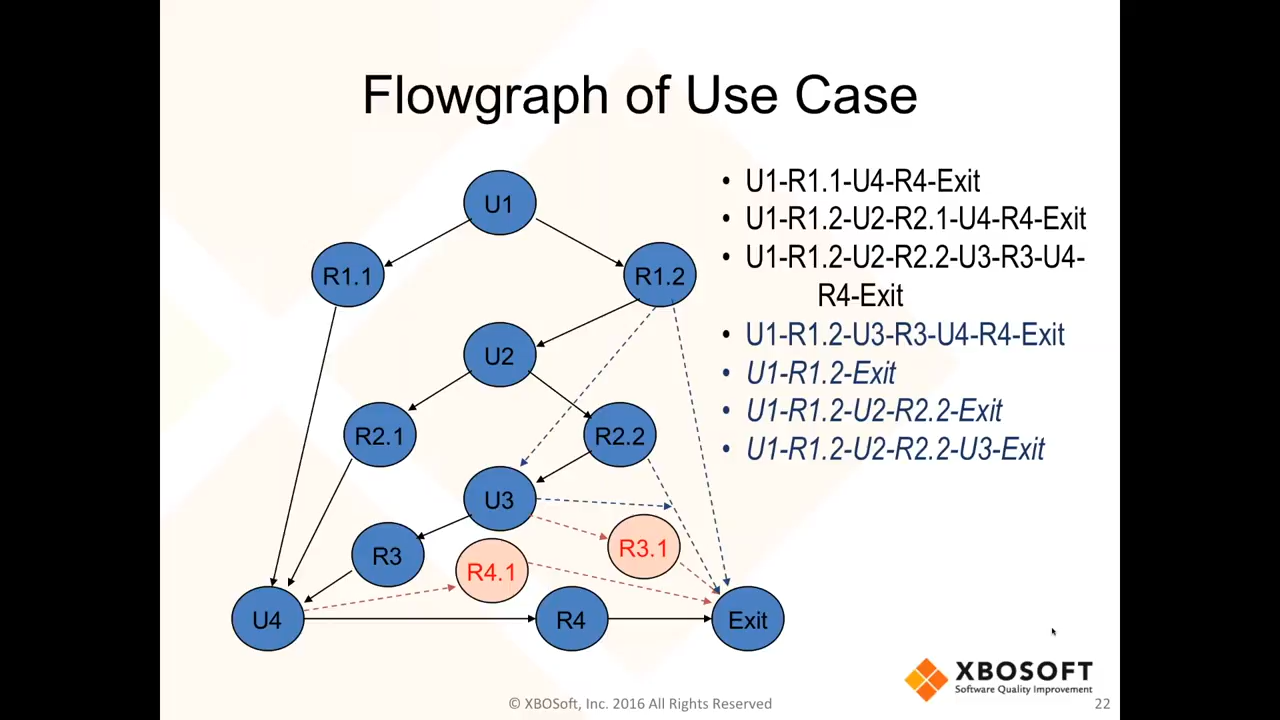 Flowgraph of Use Case
U1
R1.1
R1.2
U2
R2.1
R2.2
U3
R3
R3.1
R4.1
U4
R4
Exit
• U1-R1.1-U4-R4-Exit
• U1-R1.2-U2-R2.1-U4-R4-Exit
• U1-R1.2-U2-R2.2-U3-R3-U4-
R4-Exit
• U1-R1.2-U3-R3-U4-R4-Exit
• U1-R1.2-Exit
• U1-R1.2-U2-R2.2-Exit
• U1-R1.2-U2-R2.2-U3-Exit
XBOSOFT
Software Quality Improvement
© XBOSoft, Inc. 2016 All Rights Reserved
22